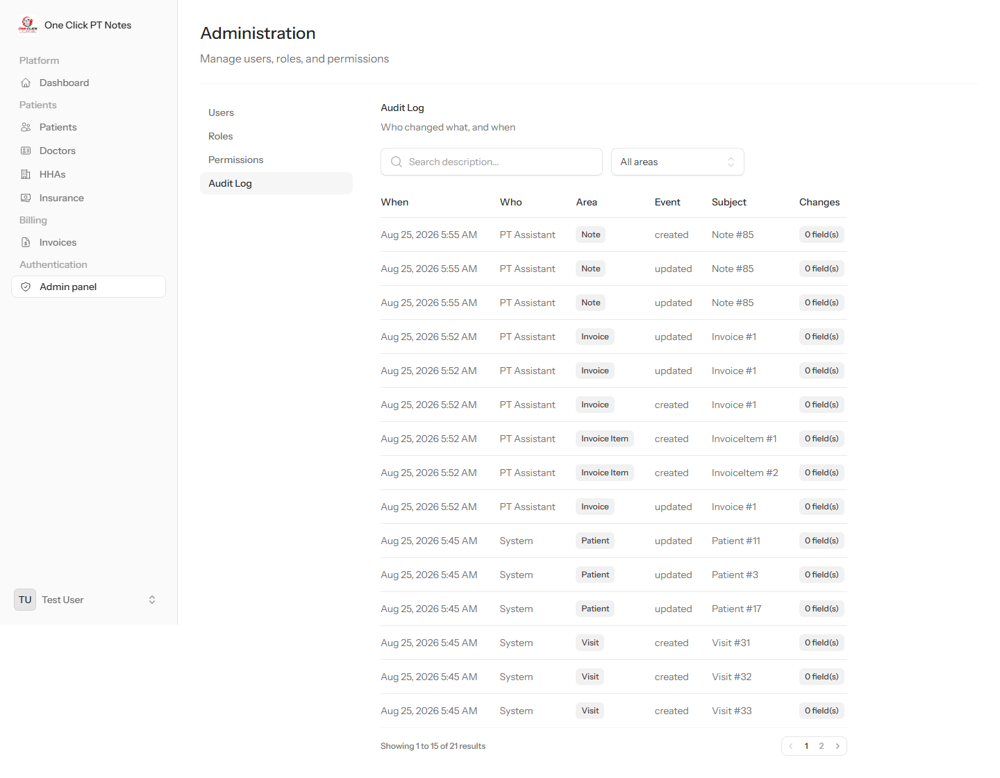 One Click PT Notes
Platform
Dashboard
Patients
Patients
Doctors
HHAs
Insurance
Billing
Invoices
Authentication
Admin panel
TU Test User
Administration
Manage users, roles, and permissions
Users
Roles
Permissions
Audit Log
Audit Log
Who changed what, and when
Search description...
All areas
When Who Area Event Subject Changes
Aug 25, 2026 5:55 AM PT Assistant Note created Note #85 0 field(s)
Aug 25, 2026 5:55 AM PT Assistant Note updated Note #85 0 field(s)
Aug 25, 2026 5:55 AM PT Assistant Note updated Note #85 0 field(s)
Aug 25, 2026 5:52 AM PT Assistant Invoice updated Invoice #1 0 field(s)
Aug 25, 2026 5:52 AM PT Assistant Invoice updated Invoice #1 0 field(s)
Aug 25, 2026 5:52 AM PT Assistant Invoice created Invoice #1 0 field(s)
Aug 25, 2026 5:52 AM PT Assistant Invoice Item created InvoiceItem #1 0 field(s)
Aug 25, 2026 5:52 AM PT Assistant Invoice Item created InvoiceItem #2 0 field(s)
Aug 25, 2026 5:52 AM PT Assistant Invoice updated Invoice #1 0 field(s)
Aug 25, 2026 5:45 AM System Patient updated Patient #11 0 field(s)
Aug 25, 2026 5:45 AM System Patient updated Patient #3 0 field(s)
Aug 25, 2026 5:45 AM System Patient updated Patient #17 0 field(s)
Aug 25, 2026 5:45 AM System Visit created Visit #31 0 field(s)
Aug 25, 2026 5:45 AM System Visit created Visit #32 0 field(s)
Aug 25, 2026 5:45 AM System Visit created Visit #33 0 field(s)
Showing 1 to 15 of 21 results
1 2